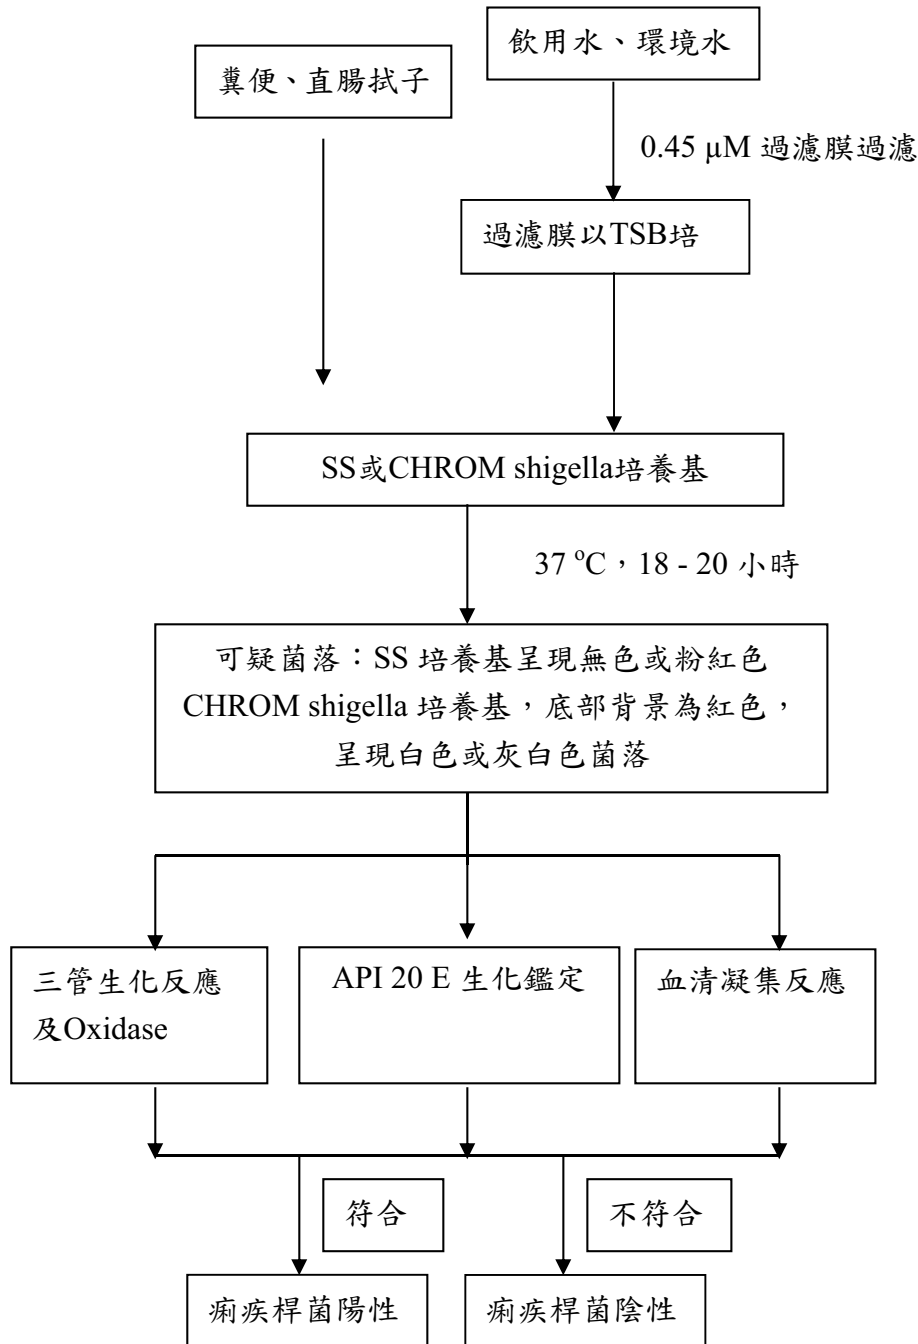 飲用水、環境水
糞便、直腸拭子
0.45 μM 過濾膜過濾
過濾膜以TSB培
SS或CHROM shigella培養基
37 ºC，18 - 20 小時
可疑菌落：SS 培養基呈現無色或粉紅色
CHROM shigella 培養基，底部背景為紅色，
呈現白色或灰白色菌落
三管生化反應
及Oxidase
API 20 E 生化鑑定
血清凝集反應
符合
不符合
痢疾桿菌陽性
痢疾桿菌陰性